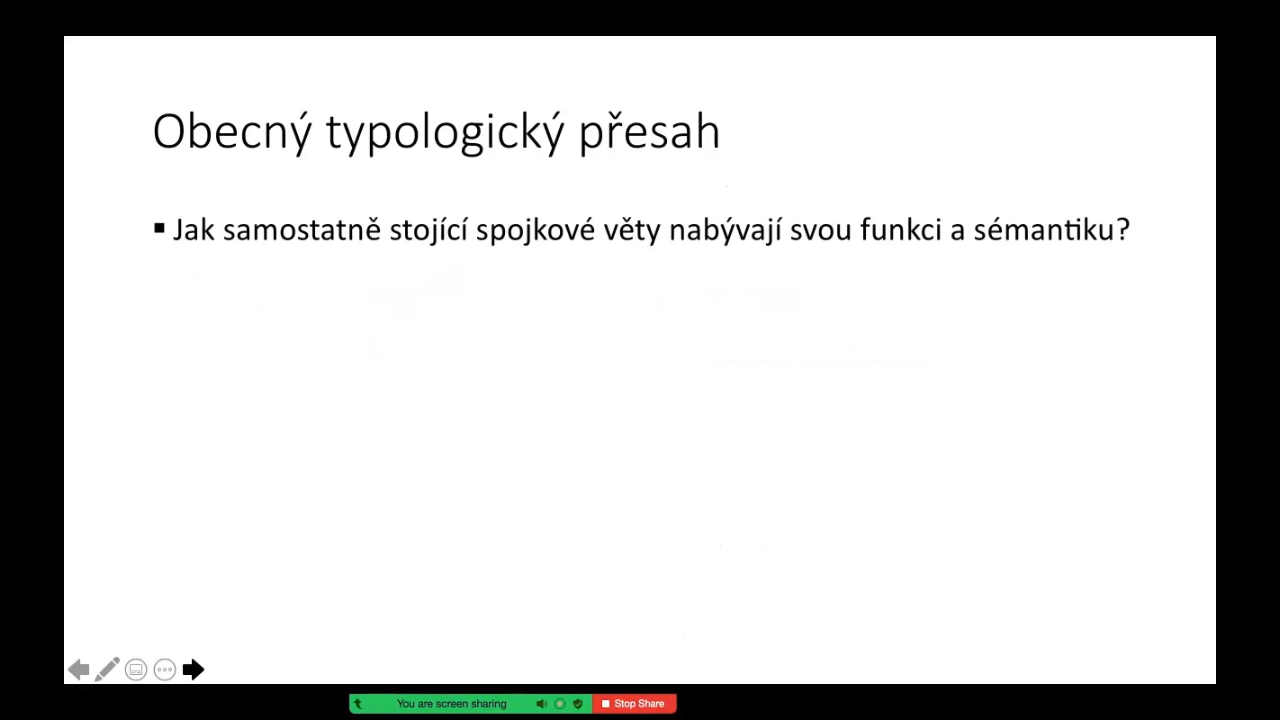 Obecný typologický přesah
▪ Jak samostatně stojící spojkové věty nabývají svou funkci a sémantiku?
You are screen sharing Stop Share